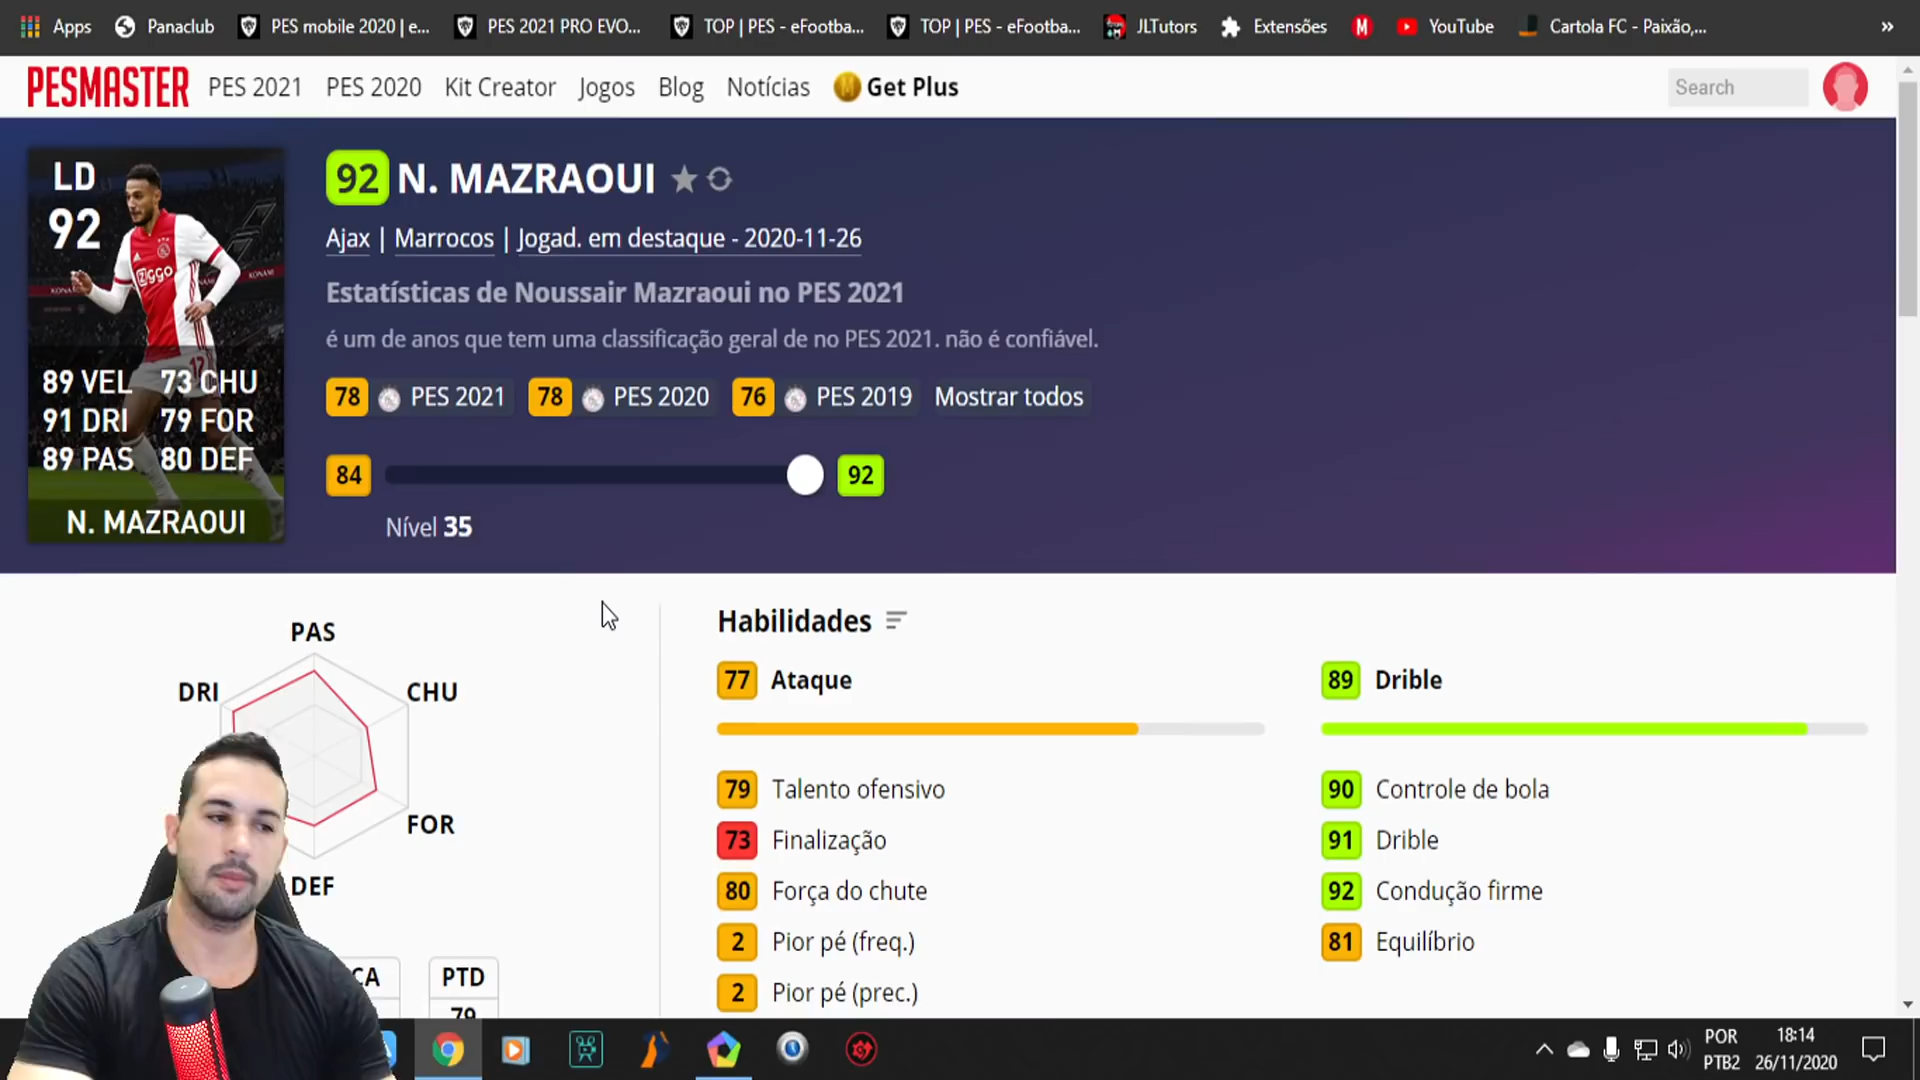 Apps Panaclub PES mobile 2020 | e... PES 2021 PRO EVO... TOP | PES - eFootba... TOP | PES - eFootba... JLTutors Extensões M YouTube Cartola FC - Paixão,... »
PESMASTER PES 2021 PES 2020 Kit Creator Jogos Blog Notícias Get Plus Search
LD
92
ziggo
KONAMI
12
89 VEL 73 CHU
91 DRI 79 FOR
89 PAS 80 DEF
N. MAZRAOUI
92 N. MAZRAOUI
Ajax | Marrocos | Jogad. em destaque - 2020-11-26
Estatísticas de Noussair Mazraoui no PES 2021
é um de anos que tem uma classificação geral de no PES 2021. não é confiável.
78 PES 2021 78 PES 2020 76 PES 2019 Mostrar todos
84 92
Nível 35
PAS
DRI CHU
FOR
DEF
CA PTD
79
Habilidades
77 Ataque
79 Talento ofensivo
73 Finalização
80 Força do chute
2 Pior pé (freq.)
2 Pior pé (prec.)
89 Drible
90 Controle de bola
91 Drible
92 Condução firme
81 Equilíbrio
POR
PTB2
18:14
26/11/2020